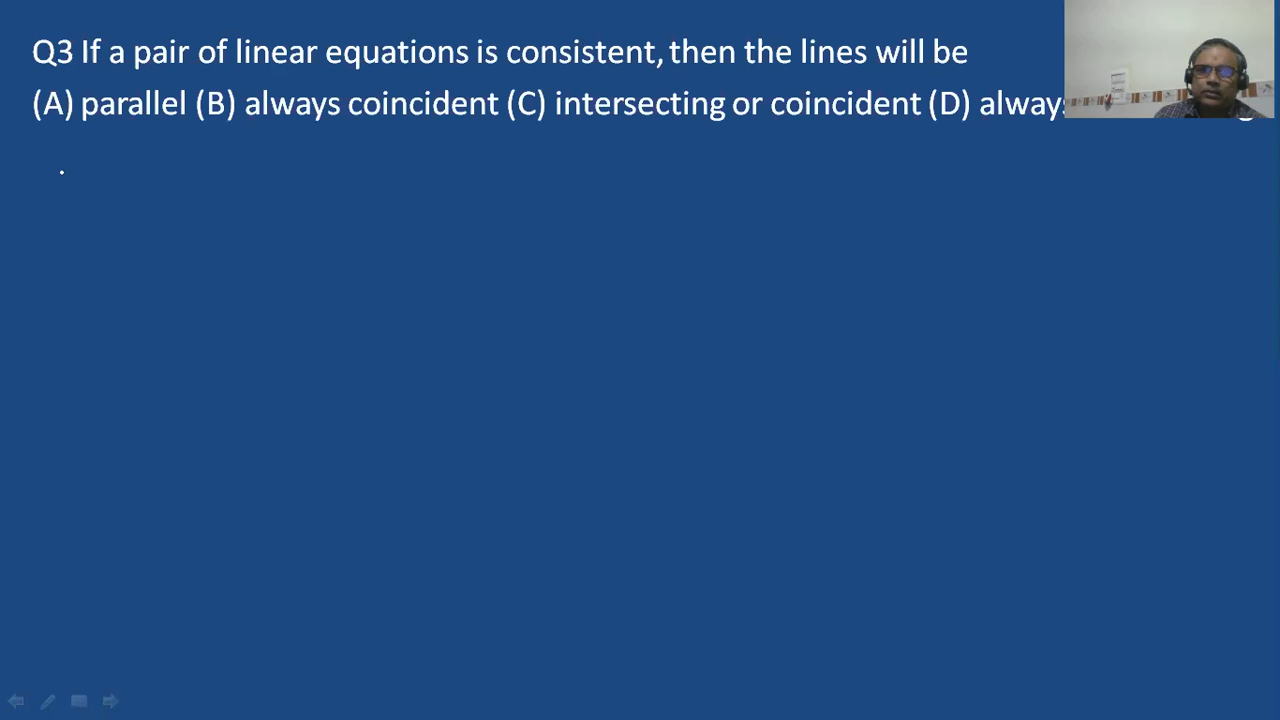 Q3 If a pair of linear equations is consistent, then the lines will be
(A) parallel (B) always coincident (C) intersecting or coincident (D) always